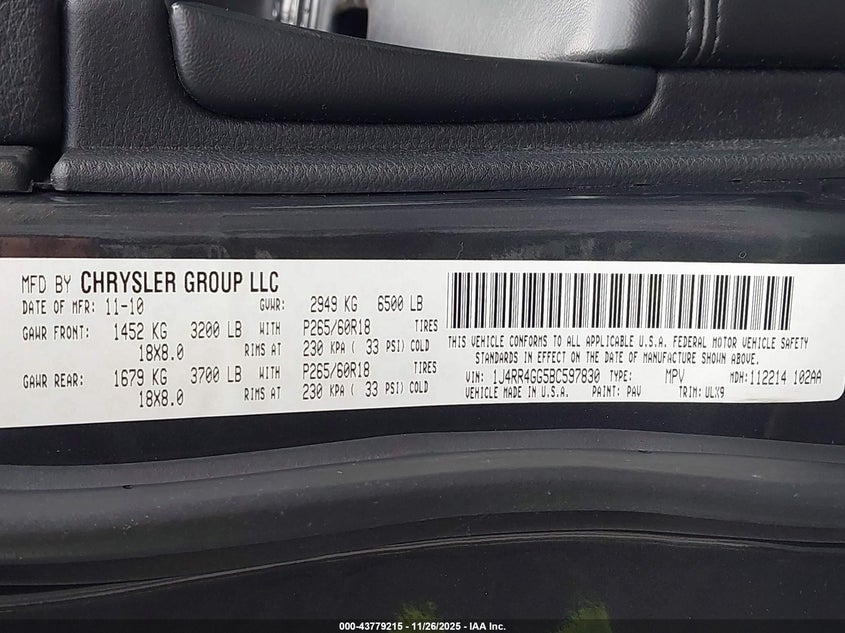 MFD BY CHRYSLER GROUP LLC
DATE OF MFR: 11-10 GVWR: 2949 KG 6500 LB
GAWR FRONT: 1452 KG 3200 LB WITH P265/60R18 TIRES
18X8.0 RIMS AT 230 KPA ( 33 PSI) COLD
GAWR REAR: 1679 KG 3700 LB WITH P265/60R18 TIRES
18X8.0 RIMS AT 230 KPA ( 33 PSI) COLD
THIS VEHICLE CONFORMS TO ALL APPLICABLE U.S.A. FEDERAL MOTOR VEHICLE SAFETY
STANDARDS IN EFFECT ON THE DATE OF MANUFACTURE SHOWN ABOVE.
VIN: 1J4RR4GG5BC597830 TYPE: MPV MDH: 112214 102AA
VEHICLE MADE IN U.S.A. PAINT: PAV TRIM: ULX9
000-43779215 - 11/26/2025 - IAA Inc.